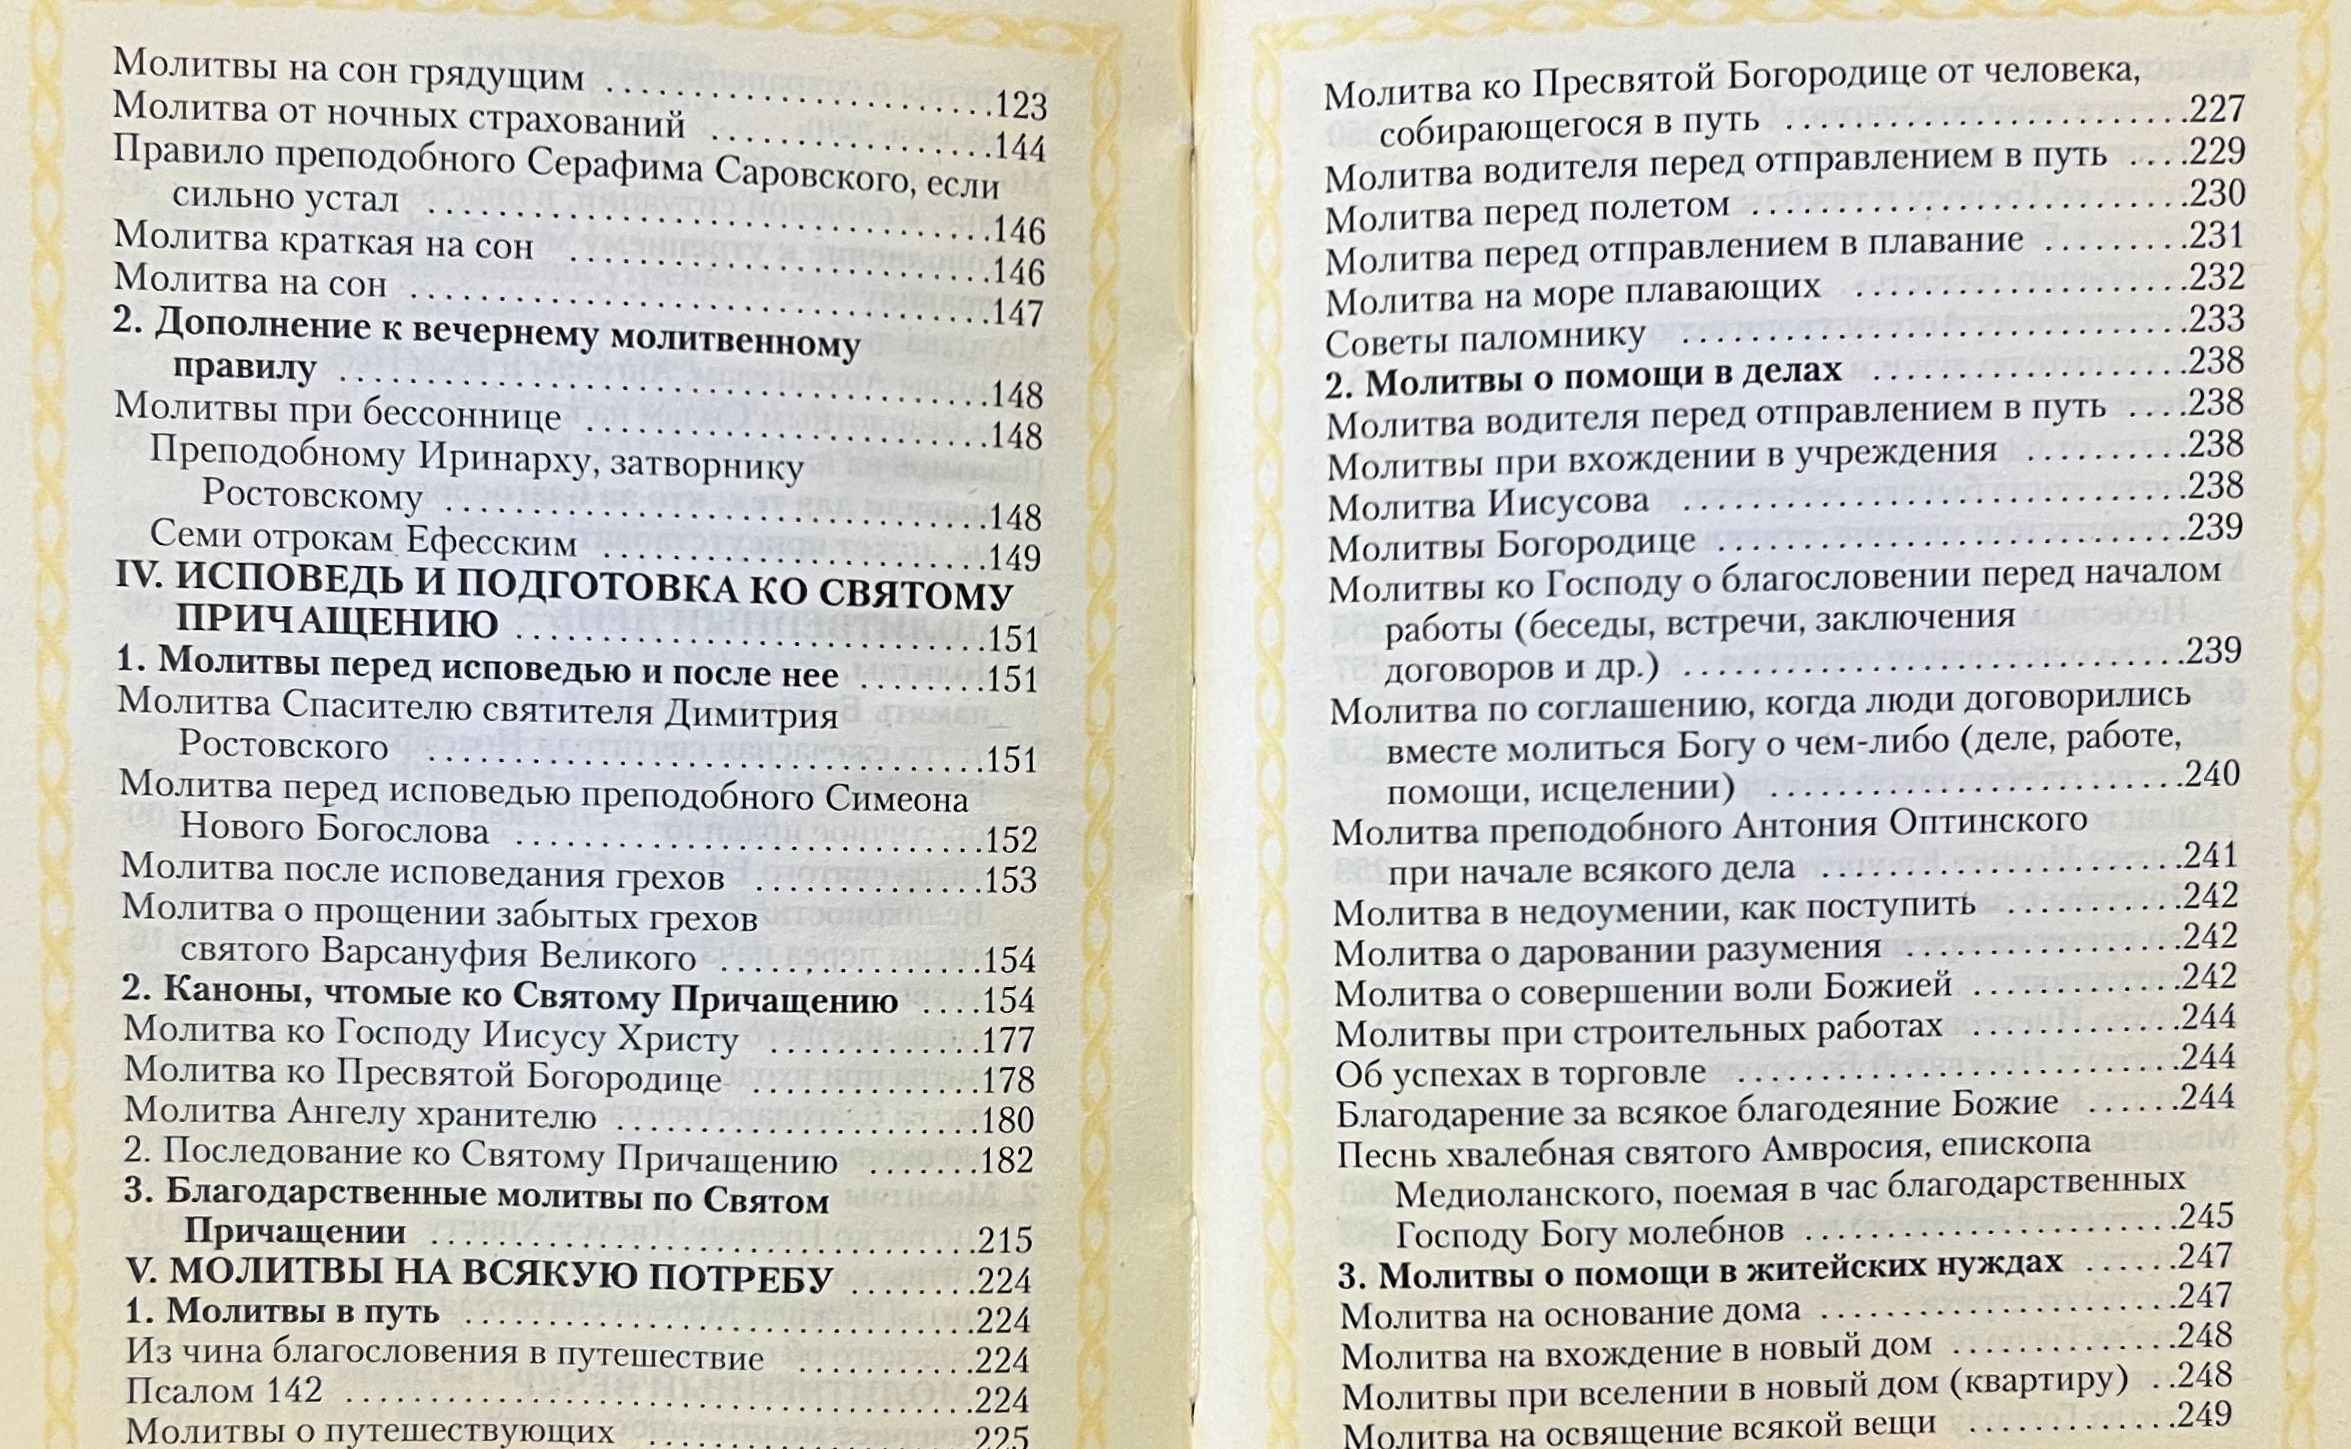 Молитвы на сон грядущим ....................123
Молитва от ночных страхований ...............144
Правило преподобного Серафима Саровского, если
сильно устал ..............................146
Молитва краткая на сон ......................146
Молитва на сон ..............................147
2. Дополнение к вечернему молитвенному
правилу ..................................148
Молитвы при бессоннице .....................148
Преподобному Иринарху, затворнику
Ростовскому .............................148
Семи отрокам Ефесским ....................149
IV. ИСПОВЕДЬ И ПОДГОТОВКА КО СВЯТОМУ
ПРИЧАЩЕНИЮ .........................151
1. Молитвы перед исповедью и после нее ........151
Молитва Спасителю святителя Димитрия
Ростовского .............................151
Молитва перед исповедью преподобного Симеона
Нового Богослова .........................152
Молитва после исповедания грехов ............153
Молитва о прощении забытых грехов
святого Варсануфия Великого ..............154
2. Каноны, чтомые ко Святому Причащению ....154
Молитва ко Господу Иисусу Христу ...........177
Молитва ко Пресвятой Богородице ............178
Молитва Ангелу хранителю ...................180
2. Последование ко Святому Причащению .......182
3. Благодарственные молитвы по Святом
Причащении .............................215
V. МОЛИТВЫ НА ВСЯКУЮ ПОТРЕБУ ........224
1. Молитвы в путь ...........................224
Из чина благословения в путешествие ..........224
Псалом 142 .................................224
Молитвы о путешествующих .................225
Молитва ко Пресвятой Богородице от человека,
собирающегося в путь .....................227
Молитва водителя перед отправлением в путь ....229
Молитва перед полетом ......................230
Молитва перед отправлением в плавание ........231
Молитва на море плавающих .................232
Советы паломнику ..........................233
2. Молитвы о помощи в делах .................238
Молитва водителя перед отправлением в путь ....238
Молитвы при вхождении в учреждения .........238
Молитва Иисусова ..........................238
Молитвы Богородице ........................239
Молитвы ко Господу о благословении перед началом
работы (беседы, встречи, заключения
договоров и др.) ..........................239
Молитва по соглашению, когда люди договорились
вместе молиться Богу о чем-либо (деле, работе,
помощи, исцелении) ......................240
Молитва преподобного Антония Оптинского
при начале всякого дела ...................241
Молитва в недоумении, как поступить ..........242
Молитва о даровании разумения ..............242
Молитва о совершении воли Божией ...........242
Молитвы при строительных работах ...........244
Об успехах в торговле .......................244
Благодарение за всякое благодеяние Божие ......244
Песнь хвалебная святого Амвросия, епископа
Медиоланского, поемая в час благодарственных
Господу Богу молебнов ....................245
3. Молитвы о помощи в житейских нуждах ......247
Молитва на основание дома ..................247
Молитва на вхождение в новый дом ............248
Молитвы при вселении в новый дом (квартиру) ..248
Молитва на освящение всякой вещи ...........249